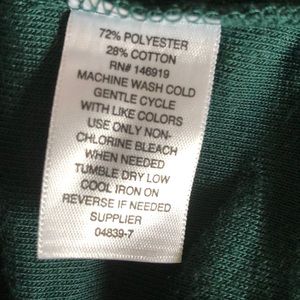 72% POLYESTER
28% COTTON
RN# 146919
MACHINE WASH COLD
GENTLE CYCLE
WITH LIKE COLORS
USE ONLY NON-
CHLORINE BLEACH
WHEN NEEDED
TUMBLE DRY LOW
COOL IRON ON
REVERSE IF NEEDED
SUPPLIER
04839-7